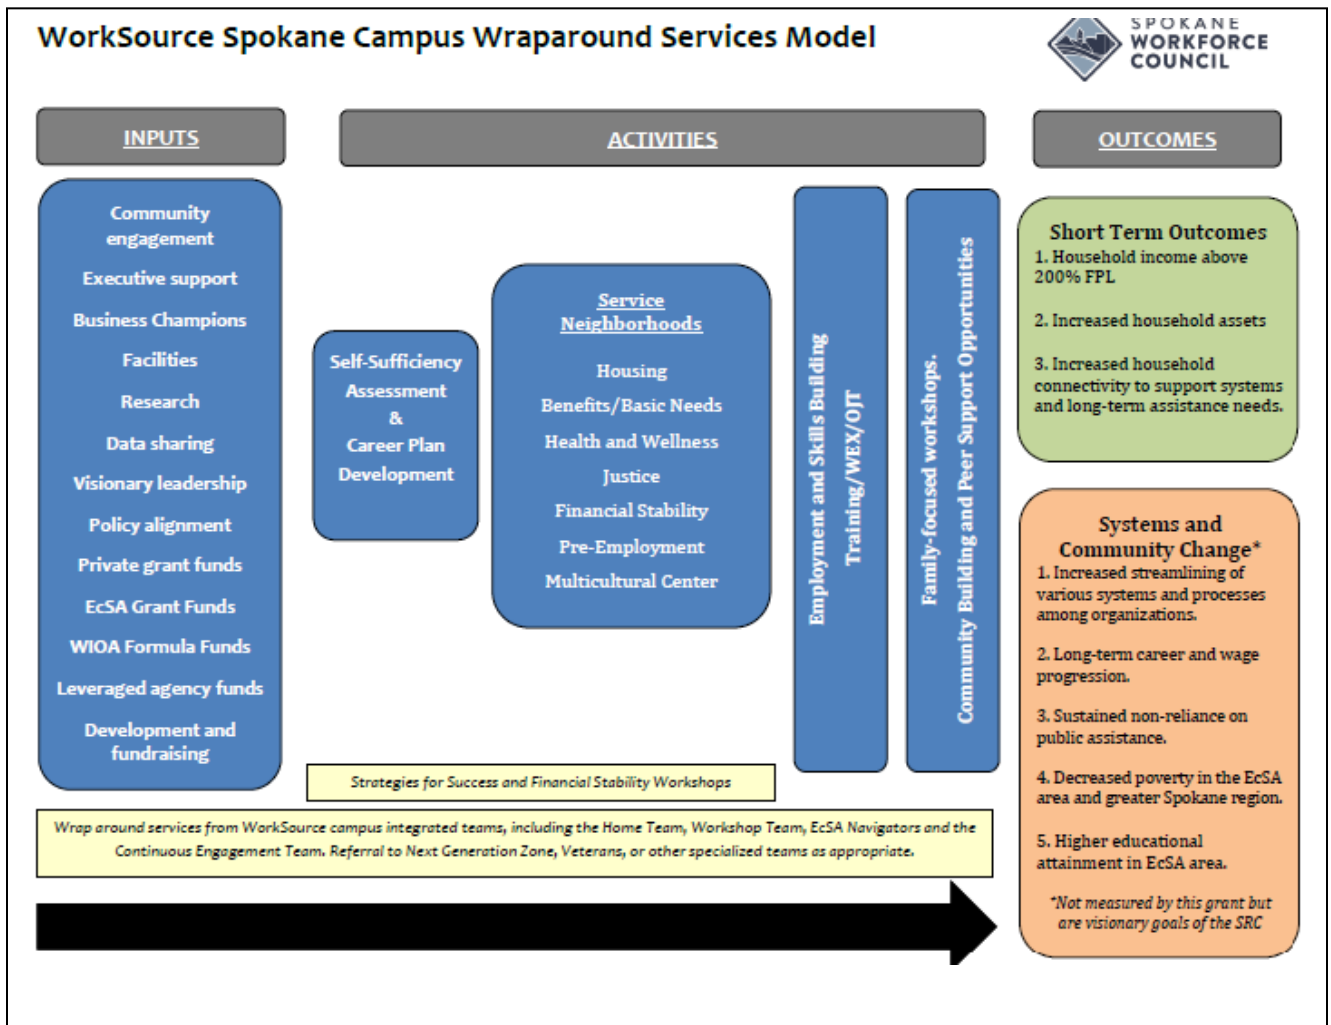 WorkSource Spokane Campus Wraparound Services Model
SPOKANE
WORKFORCE
COUNCIL
INPUTS
ACTIVITIES
OUTCOMES
Community
engagement
Executive support
Business Champions
Facilities
Research
Data sharing
Visionary leadership
Policy alignment
Private grant funds
EcSA Grant Funds
WIOA Formula Funds
Leveraged agency funds
Development and
fundraising
Self-Sufficiency
Assessment
&
Career Plan
Development
Service
Neighborhoods
Housing
Benefits/Basic Needs
Health and Wellness
Justice
Financial Stability
Pre-Employment
Multicultural Center
Employment and Skills Building
Training/WEX/OJT
Family-focused workshops.
Community Building and Peer Support Opportunities
Short Term Outcomes
1. Household income above
200% FPL
2. Increased household assets
3. Increased household
connectivity to support systems
and long-term assistance needs.
Systems and
Community Change*
1. Increased streamlining of
various systems and processes
among organizations.
2. Long-term career and wage
progression.
3. Sustained non-reliance on
public assistance.
4. Decreased poverty in the EcSA
area and greater Spokane region.
5. Higher educational
attainment in EcSA area.
*Not measured by this grant but
are visionary goals of the SRC
Strategies for Success and Financial Stability Workshops
Wrap around services from WorkSource campus integrated teams, including the Home Team, Workshop Team, EcSA Navigators and the
Continuous Engagement Team. Referral to Next Generation Zone, Veterans, or other specialized teams as appropriate.